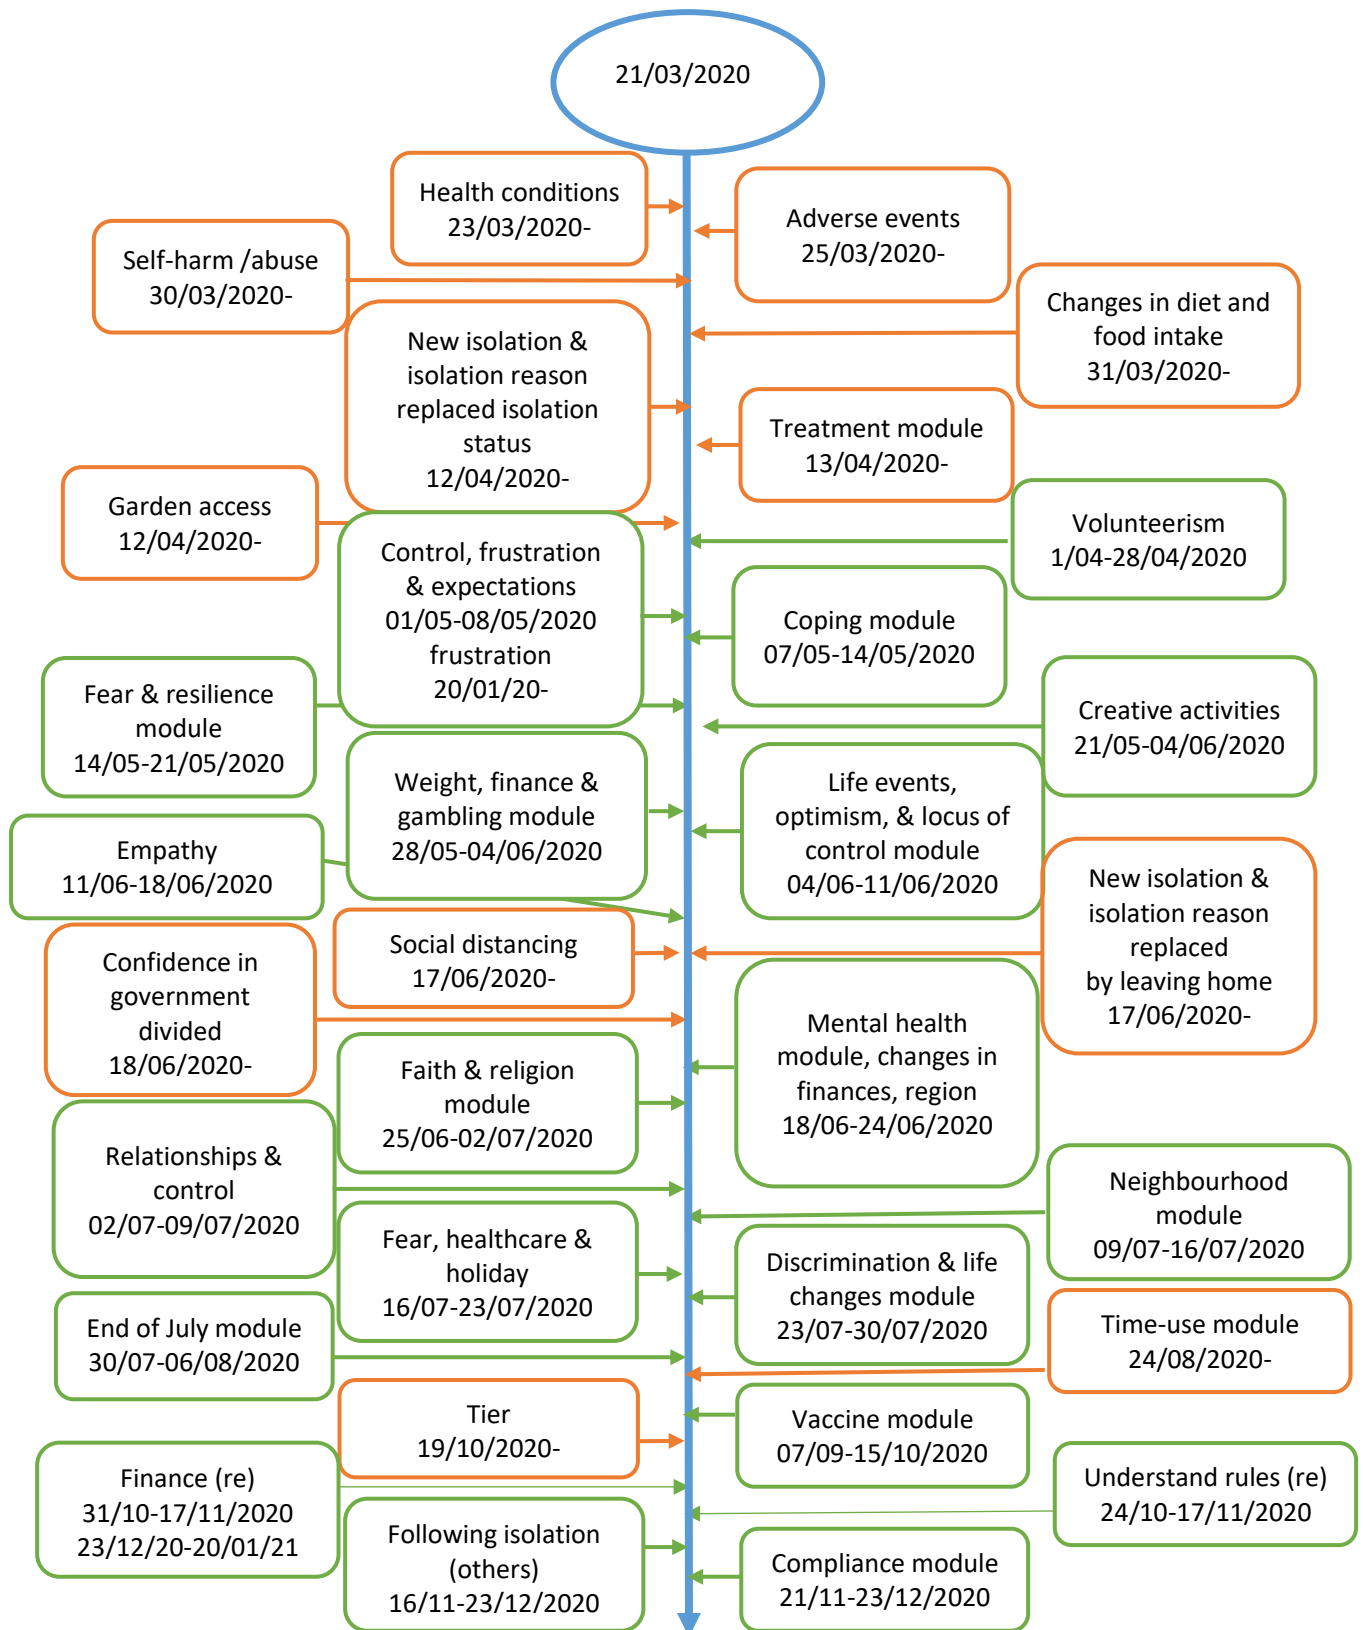 21/03/2020
Health conditions
23/03/2020-
Adverse events
25/03/2020-
Self-harm /abuse
30/03/2020-
Changes in diet and
food intake
31/03/2020-
New isolation &
isolation reason
replaced isolation
status
12/04/2020-
Treatment module
13/04/2020-
Garden access
12/04/2020-
Volunteerism
1/04-28/04/2020
Control, frustration
& expectations
01/05-08/05/2020
frustration
20/01/20-
Coping module
07/05-14/05/2020
Fear & resilience
module
14/05-21/05/2020
Creative activities
21/05-04/06/2020
Weight, finance &
gambling module
28/05-04/06/2020
Life events,
optimism, & locus of
control module
04/06-11/06/2020
Empathy
11/06-18/06/2020
New isolation &
isolation reason
replaced
by leaving home
17/06/2020-
Social distancing
17/06/2020-
Confidence in
government
divided
18/06/2020-
Mental health
module, changes in
finances, region
18/06-24/06/2020
Faith & religion
module
25/06-02/07/2020
Relationships &
control
02/07-09/07/2020
Neighbourhood
module
09/07-16/07/2020
Fear, healthcare &
holiday
16/07-23/07/2020
Discrimination & life
changes module
23/07-30/07/2020
End of July module
30/07-06/08/2020
Time-use module
24/08/2020-
Tier
19/10/2020-
Vaccine module
07/09-15/10/2020
Finance (re)
31/10-17/11/2020
23/12/20-20/01/21
Understand rules (re)
24/10-17/11/2020
Following isolation
(others)
16/11-23/12/2020
Compliance module
21/11-23/12/2020